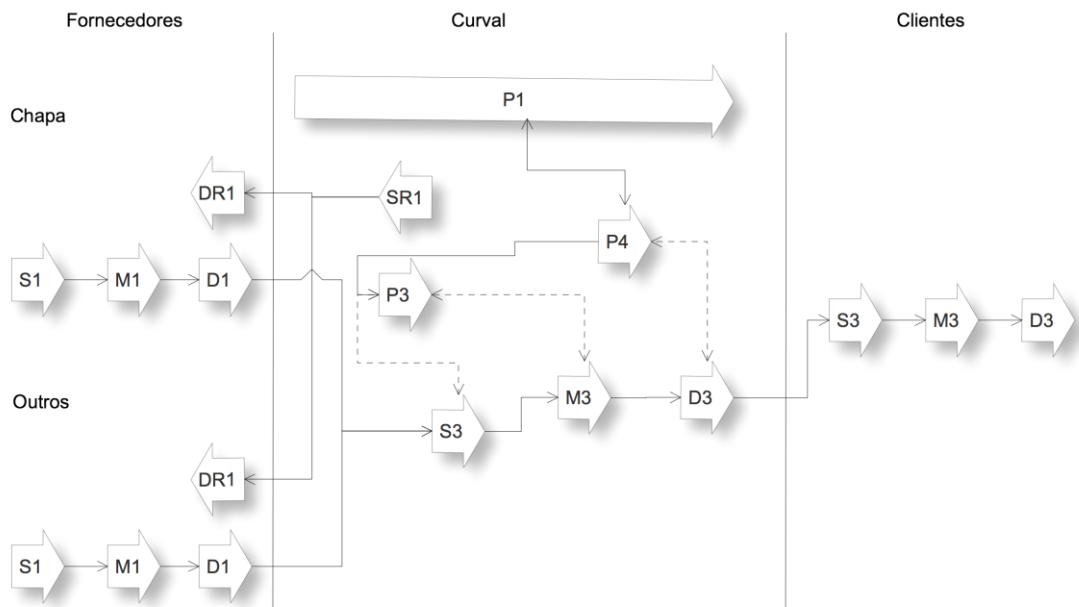 Fornecedores
Curval
Clientes
P1
Chapa
DR1
SR1
P4
S1
M1
D1
P3
S3
M3
D3
M3
D3
Outros
S3
DR1
S1
M1
D1